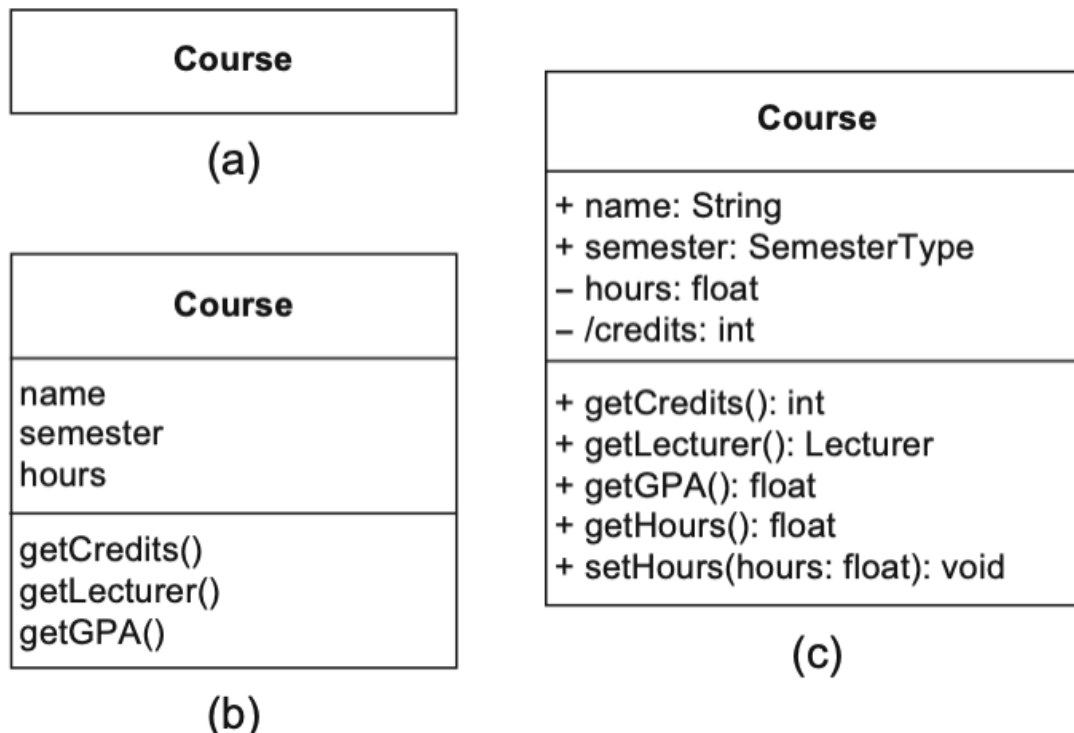 Course
(a)
Course
name
semester
hours
getCredits()
getLecturer()
getGPA()
(b)
Course
+ name: String
+ semester: SemesterType
– hours: float
– /credits: int
+ getCredits(): int
+ getLecturer(): Lecturer
+ getGPA(): float
+ getHours(): float
+ setHours(hours: float): void
(c)